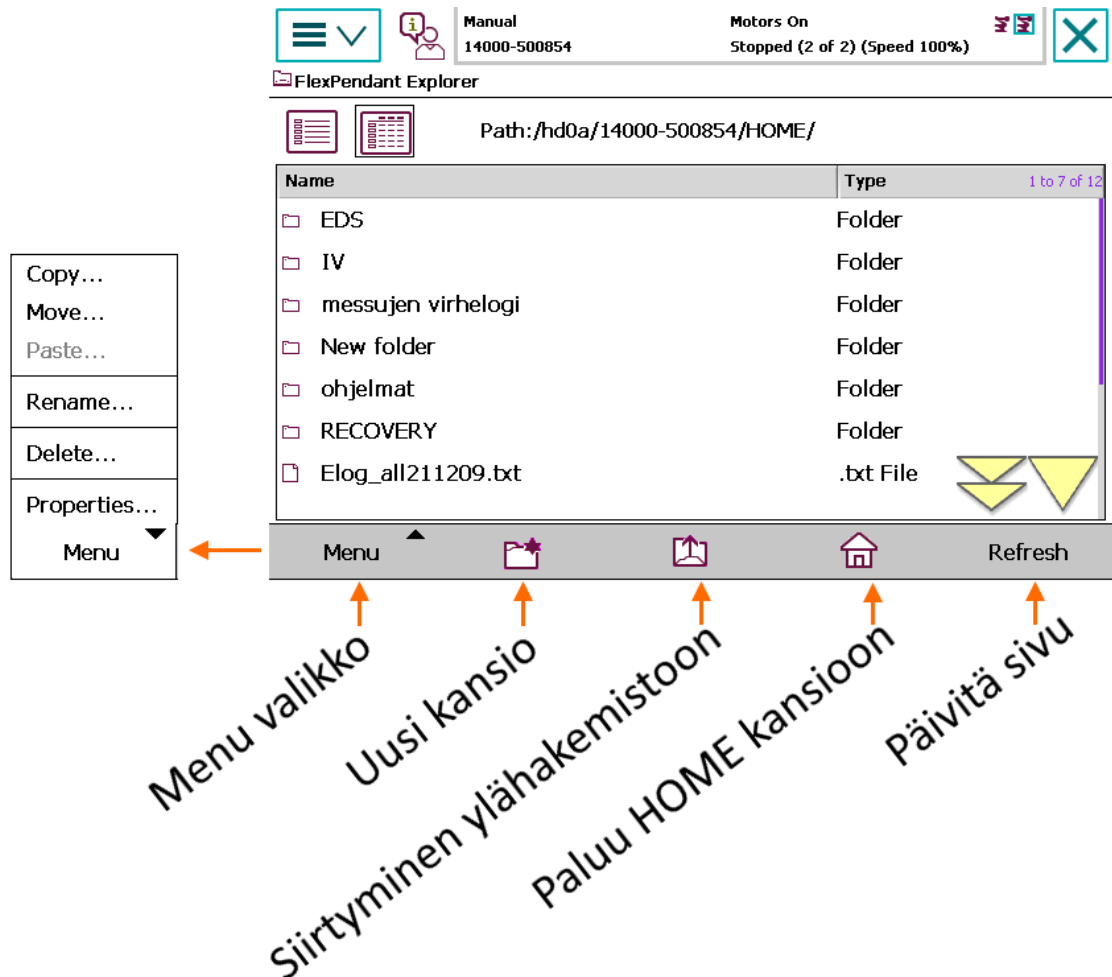 Manual
14000-500854
Motors On
Stopped (2 of 2) (Speed 100%)
FlexPendant Explorer
Path:/hd0a/14000-500854/HOME/
Name Type 1 to 7 of 12
EDS Folder
IV Folder
messujen virhelogi Folder
New folder Folder
ohjelmat Folder
RECOVERY Folder
Elog_all211209.txt .txt File
Copy...
Move...
Paste...
Rename...
Delete...
Properties...
Menu
Menu Refresh
Menu valikko
Uusi kansio
Siirtyminen ylähakemistoon
Paluu HOME kansioon
Päivitä sivu